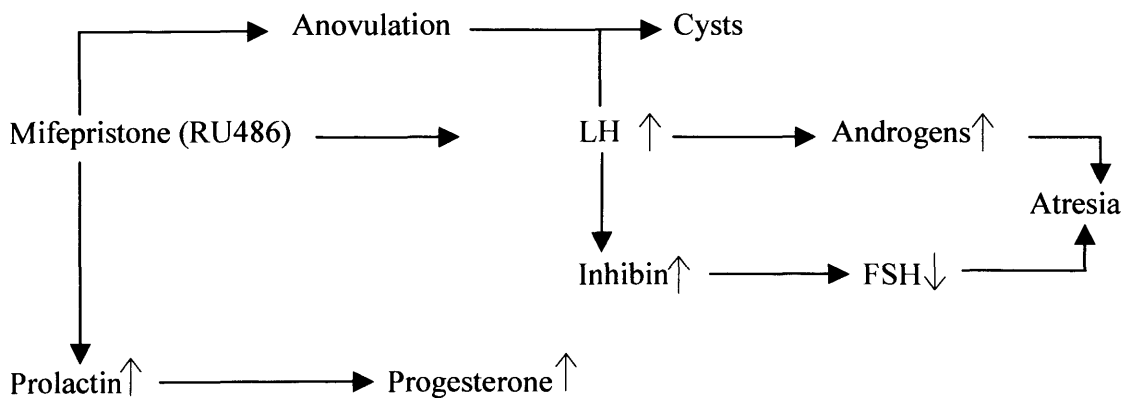 Anovulation Cysts
Mifepristone (RU486) LH ↑ Androgens↑
Atresia
Inhibin↑ FSH↓
Prolactin↑ Progesterone↑